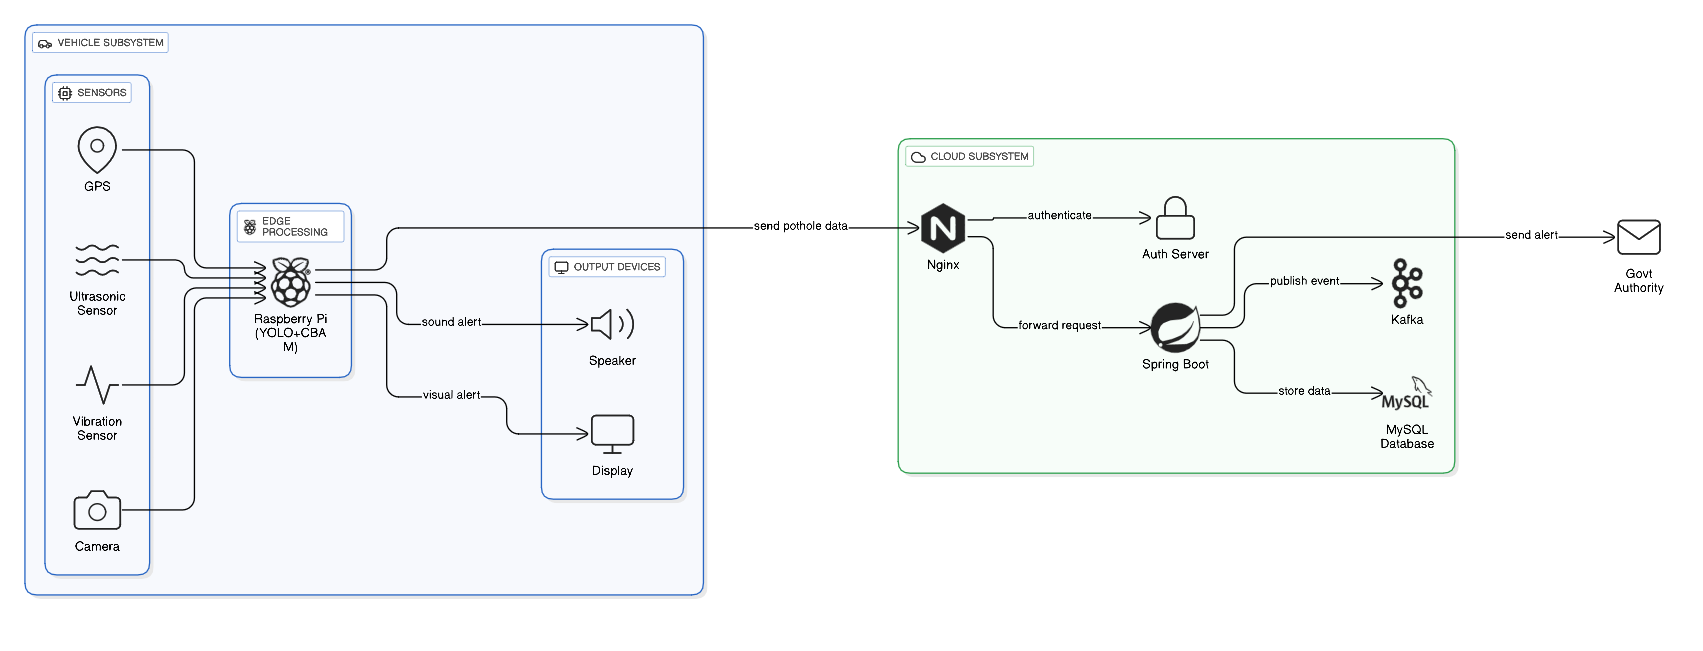 VEHICLE SUBSYSTEM
SENSORS
GPS
Ultrasonic
Sensor
Vibration
Sensor
Camera
EDGE
PROCESSING
Raspberry Pi
(YOLO+CBA
M)
send pothole data
sound alert
visual alert
OUTPUT DEVICES
Speaker
Display
CLOUD SUBSYSTEM
N
Nginx
authenticate
Auth Server
forward request
Spring Boot
publish event
Kafka
store data
MySQL
MySQL
Database
send alert
Govt
Authority